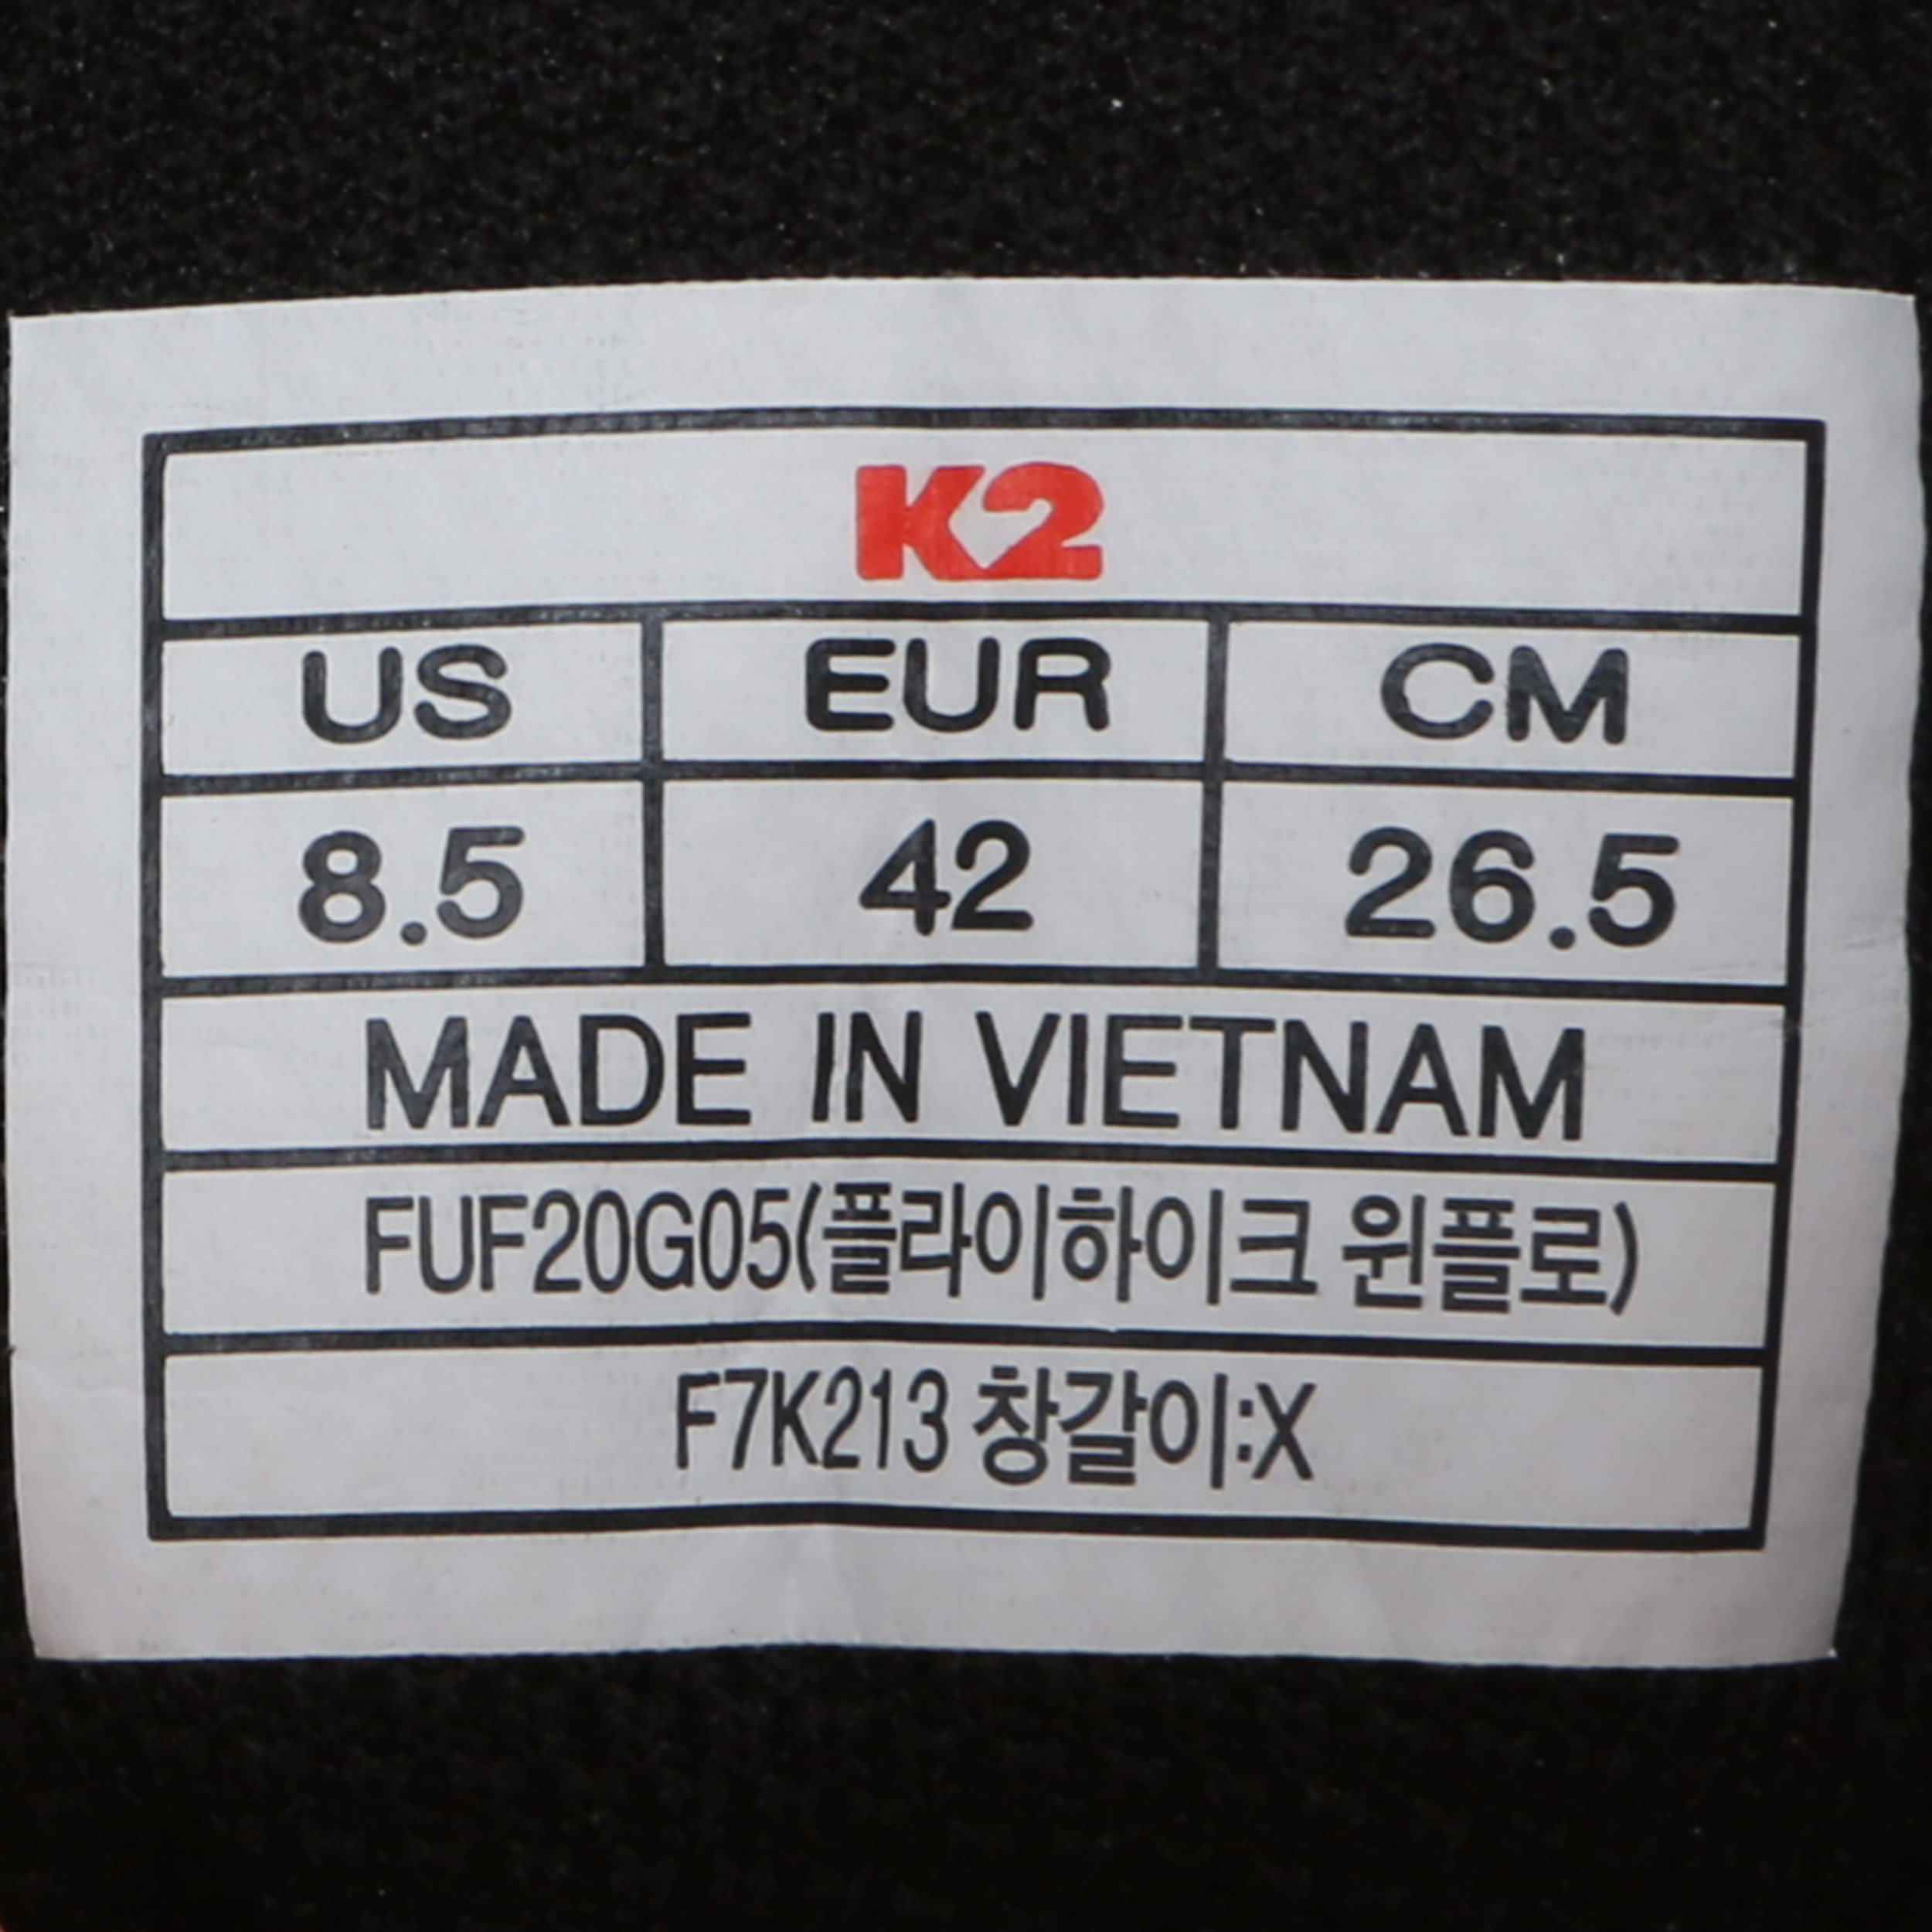 K2
US EUR CM
8.5 42 26.5
MADE IN VIETNAM
FUF20G05(플라이하이크 윈플로)
F7K213 창갈이:X